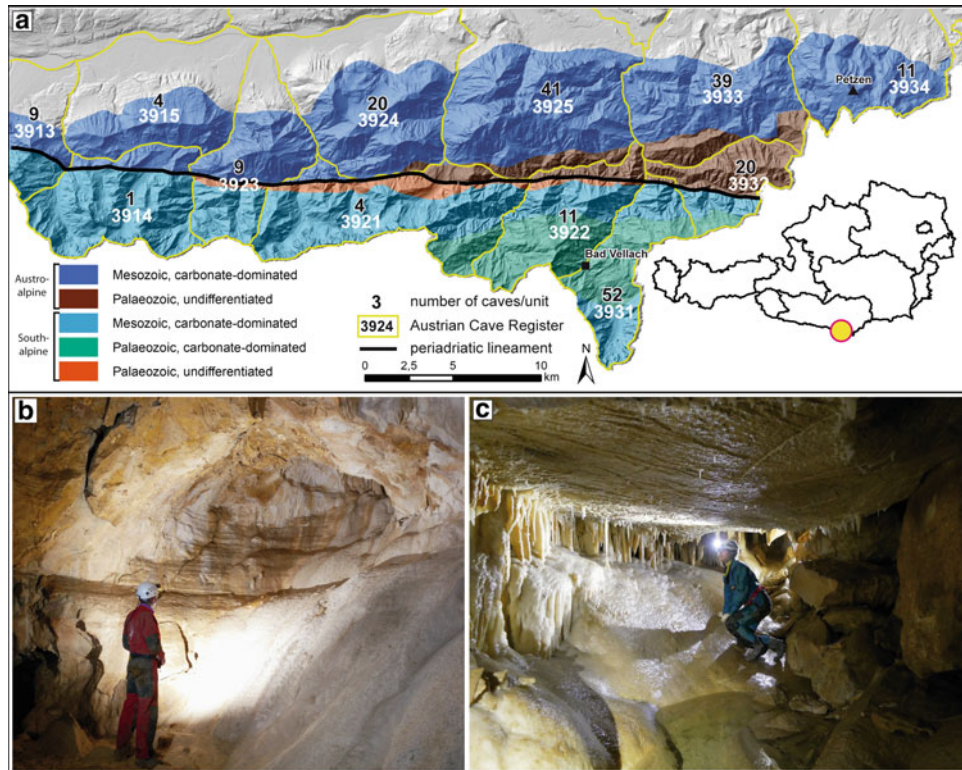 a
9
3913
4
3915
20
3924
41
3925
39
3933
11
3934
Petzen
9
3923
20
3932
1
3914
4
3921
11
3922
Bad Vellach
52
3931
Austro-
alpine
Mesozoic, carbonate-dominated
Palaeozoic, undifferentiated
South-
alpine
Mesozoic, carbonate-dominated
Palaeozoic, carbonate-dominated
Palaeozoic, undifferentiated
3 number of caves/unit
3924 Austrian Cave Register
periadriatic lineament
N
0 2,5 5 10
km
b
c